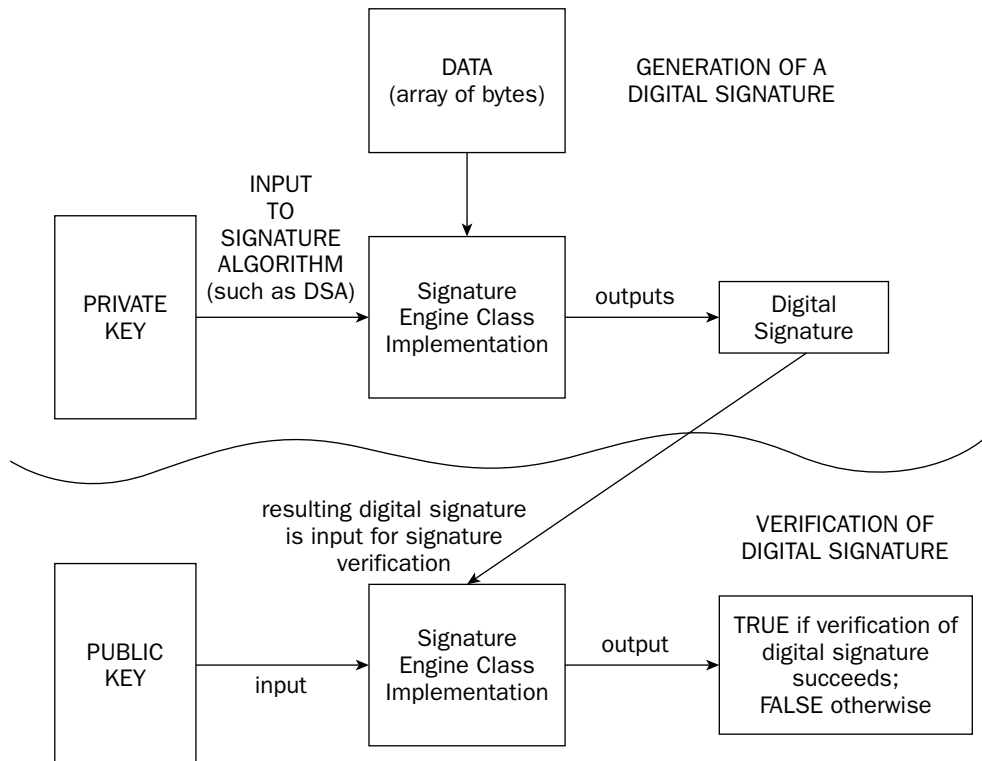 DATA
(array of bytes)
GENERATION OF A
DIGITAL SIGNATURE
INPUT
TO
SIGNATURE
ALGORITHM
(such as DSA)
PRIVATE
KEY
Signature
Engine Class
Implementation
outputs
Digital
Signature
resulting digital signature
is input for signature
verification
VERIFICATION OF
DIGITAL SIGNATURE
PUBLIC
KEY
input
Signature
Engine Class
Implementation
output
TRUE if verification of
digital signature
succeeds;
FALSE otherwise